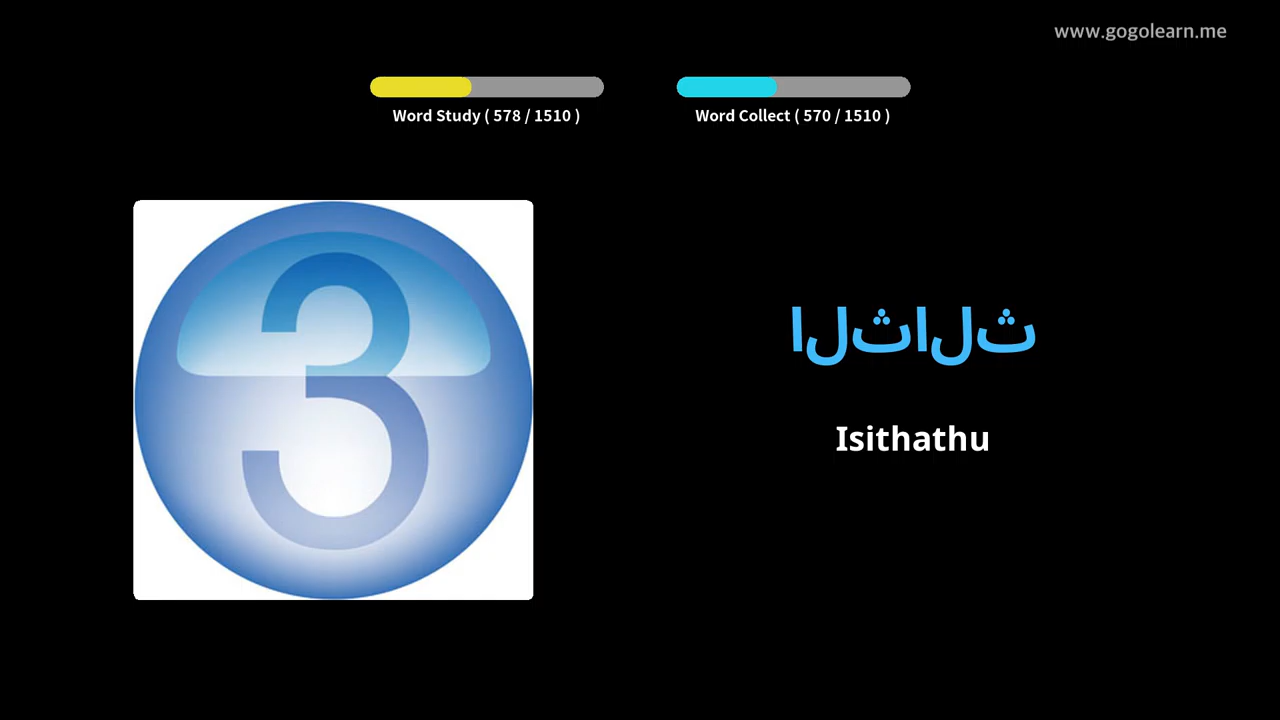 www.gogolearn.me
Word Study ( 578 / 1510 )
Word Collect ( 570 / 1510 )
3
الثالث
Isithathu